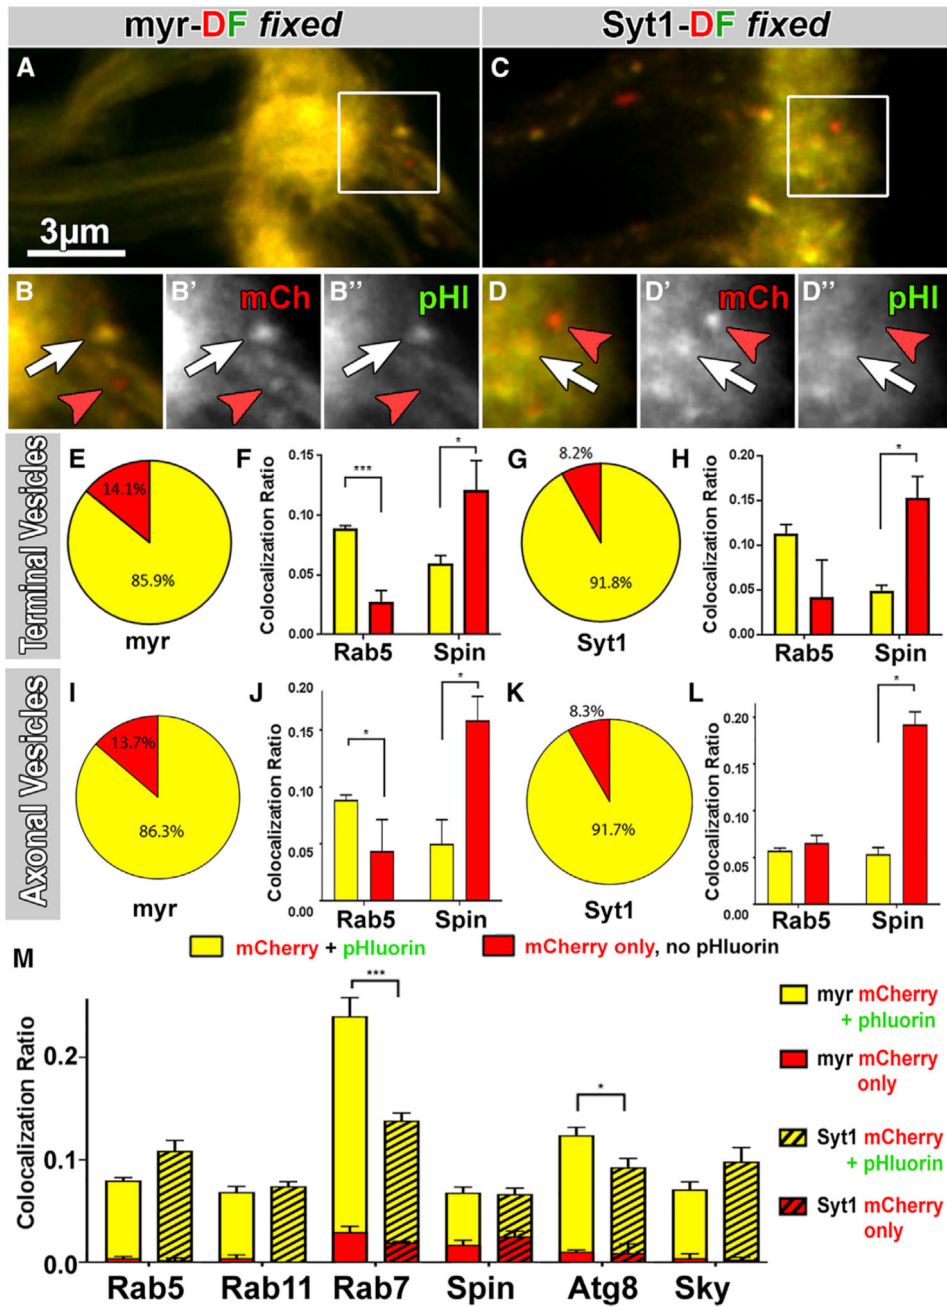 myr-DF fixed
Syt1-DF fixed
A
C
3µm
B
B'
mCh
B''
pHl
D
D'
mCh
D''
pHl
Terminal Vesicles
E
14.1%
85.9%
myr
F
Colocalization Ratio
0.10
0.05
0.00
***
*
Rab5
Spin
G
8.2%
91.8%
Syt1
H
Colocalization Ratio
0.20
0.15
0.10
0.05
0.00
*
Rab5
Spin
Axonal Vesicles
I
13.7%
86.3%
myr
J
Colocalization Ratio
0.20
0.15
0.10
0.05
0.00
*
*
Rab5
Spin
K
8.3%
91.7%
Syt1
L
Colocalization Ratio
0.20
0.15
0.10
0.05
0.00
*
Rab5
Spin
mCherry + pHluorin
mCherry only, no pHluorin
M
Colocalization Ratio
0.2
0.1
0.0
***
*
Rab5
Rab11
Rab7
Spin
Atg8
Sky
myr mCherry
+ phluorin
myr mCherry
only
Syt1 mCherry
+ pHluorin
Syt1 mCherry
only